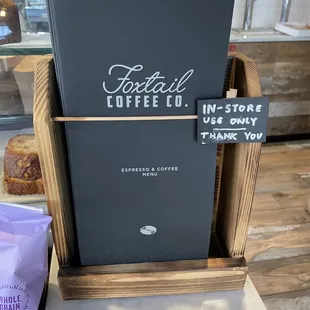 Foxtail
COFFEE CO.
IN-STORE
USE ONLY
THANK YOU
ESPRESSO & COFFEE
MENU
WHOLE
GRAIN